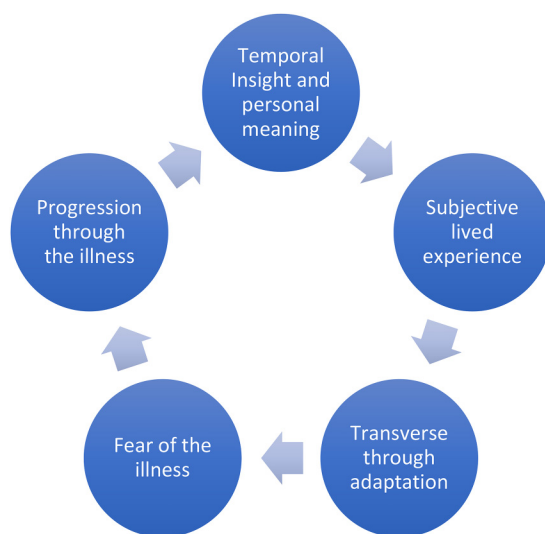 Temporal
Insight and
personal
meaning
Subjective
lived
experience
Transverse
through
adaptation
Fear of the
illness
Progression
through
the illness